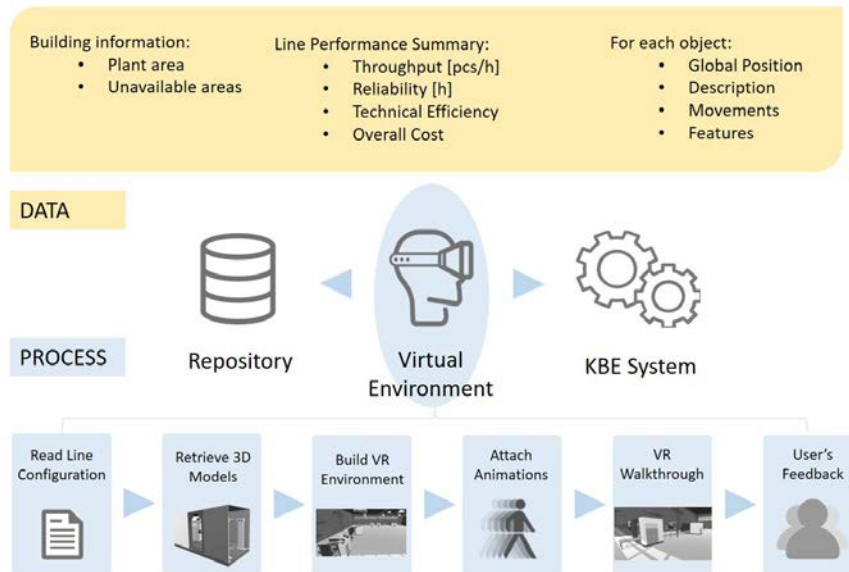 Building information:
• Plant area
• Unavailable areas
Line Performance Summary:
• Throughput [pcs/h]
• Reliability [h]
• Technical Efficiency
• Overall Cost
For each object:
• Global Position
• Description
• Movements
• Features
DATA
Repository
Virtual
Environment
KBE System
PROCESS
Read Line
Configuration
Retrieve 3D
Models
Build VR
Environment
Attach
Animations
VR
Walkthrough
User's
Feedback